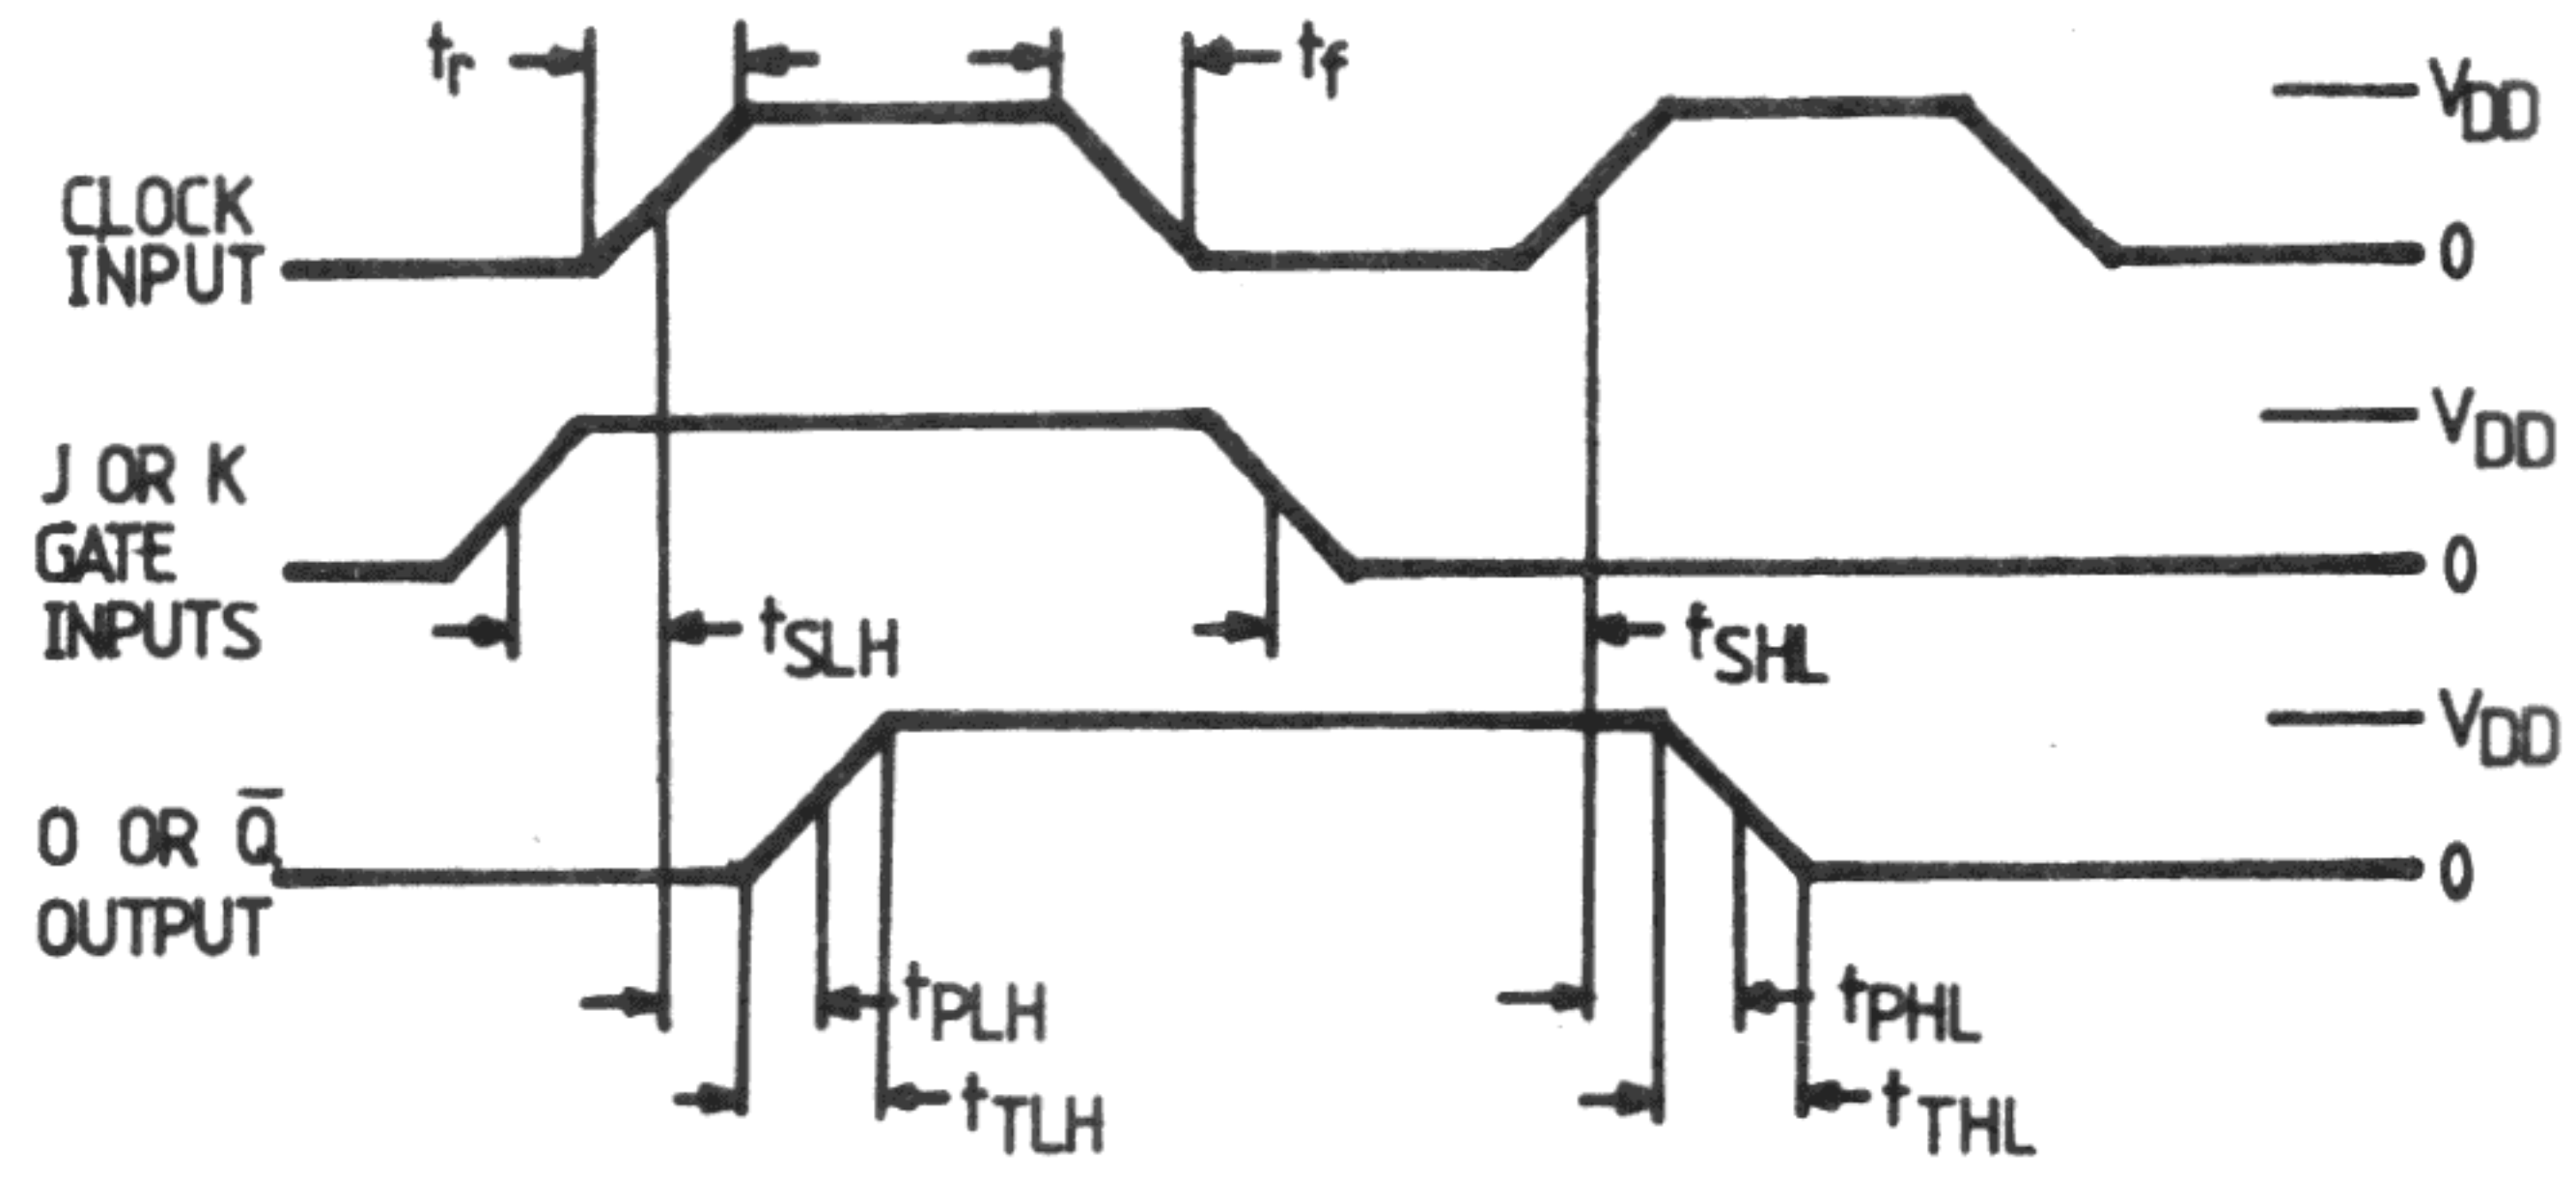 tr
tf
VDD
CLOCK
INPUT
0
VDD
J OR K
GATE
INPUTS
0
tSLH
tSHL
VDD
O OR Q̅
OUTPUT
0
tPLH
tPHL
tTLH
tTHL